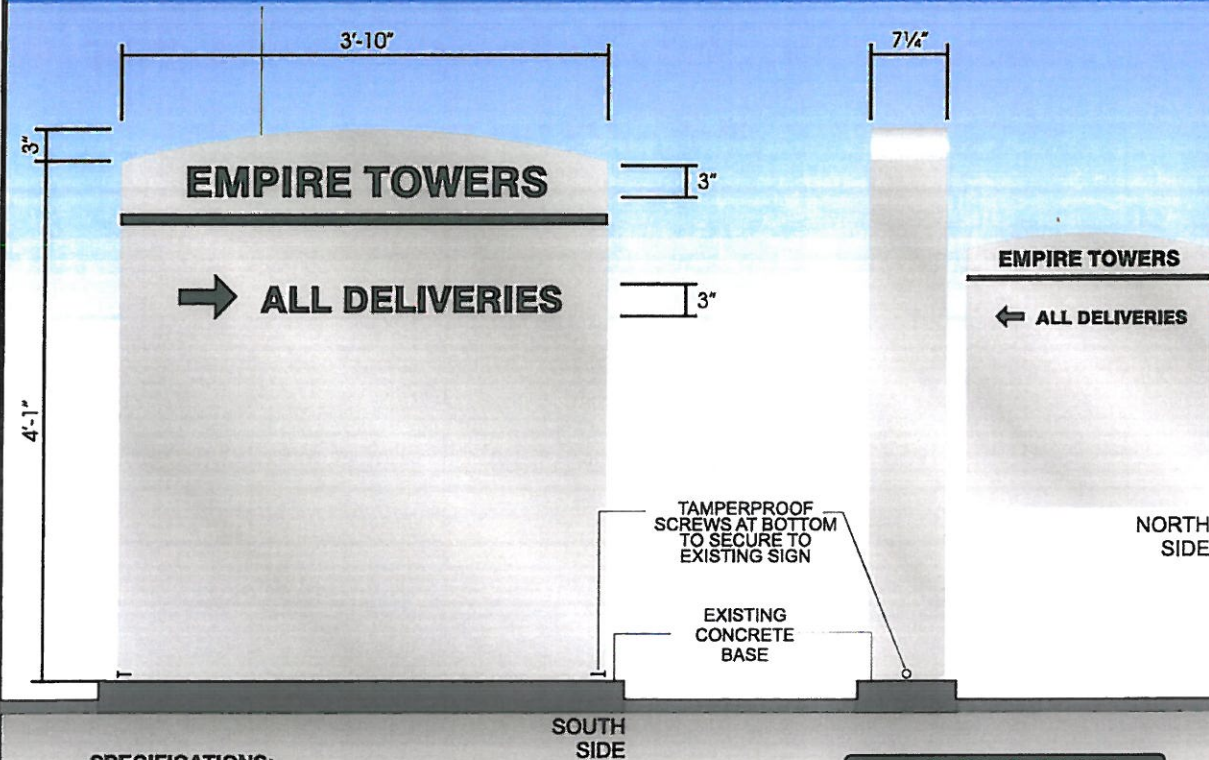 3'-10"
7¼"
3"
EMPIRE TOWERS
3"
ALL DELIVERIES
3"
4'-1"
EMPIRE TOWERS
ALL DELIVERIES
NORTH
SIDE
TAMPERPROOF
SCREWS AT BOTTOM
TO SECURE TO
EXISTING SIGN
EXISTING
CONCRETE
BASE
SOUTH
SIDE
SPECIFICATIONS: